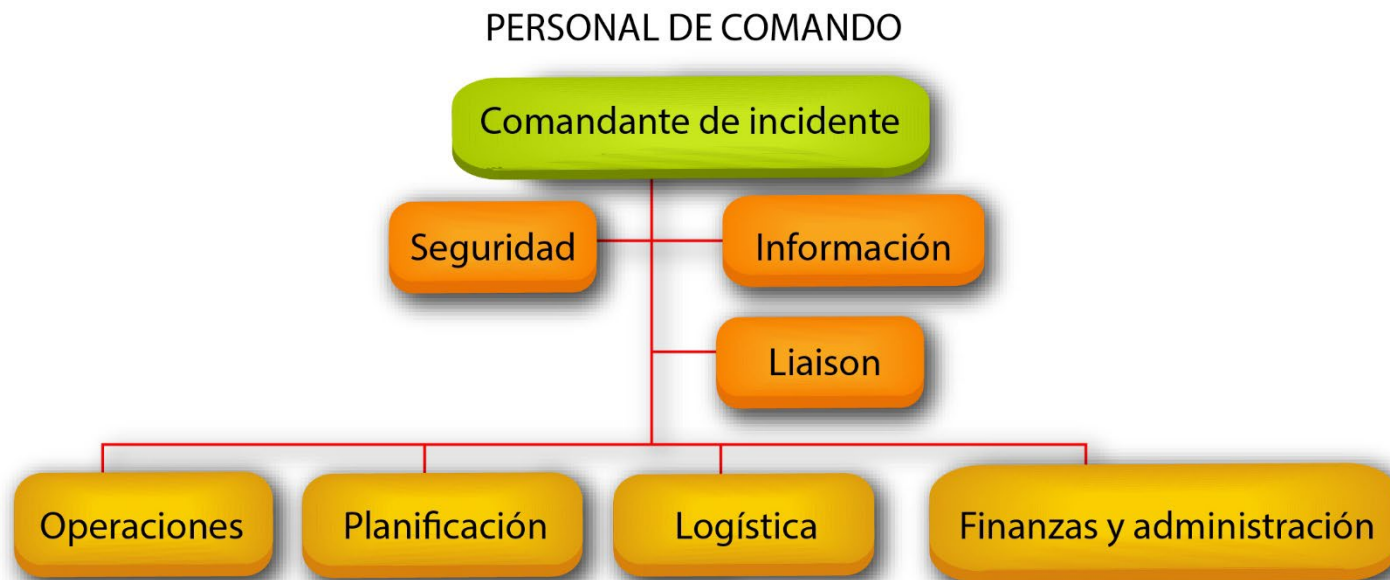 PERSONAL DE COMANDO
Comandante de incidente
Seguridad
Información
Liaison
Operaciones
Planificación
Logística
Finanzas y administración